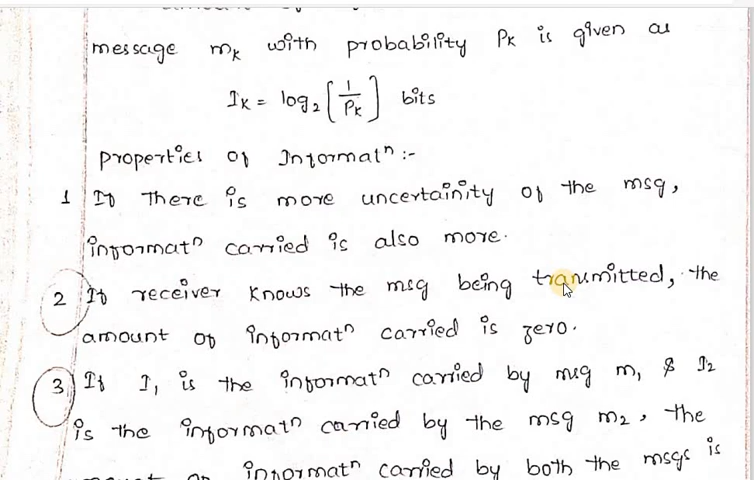 message mk with probability Pk is given as
Ik = log2 [1/Pk] bits
properties of Informatn :-
1 If There is more uncertainity of the msg,
informatn carried is also more.
2 If receiver knows the msg being transmitted, the
amount of informatn carried is zero.
3 If I1 is the informatn carried by msg m1 & I2
is the informatn carried by the msg m2, the
informatn carried by both the msgs is